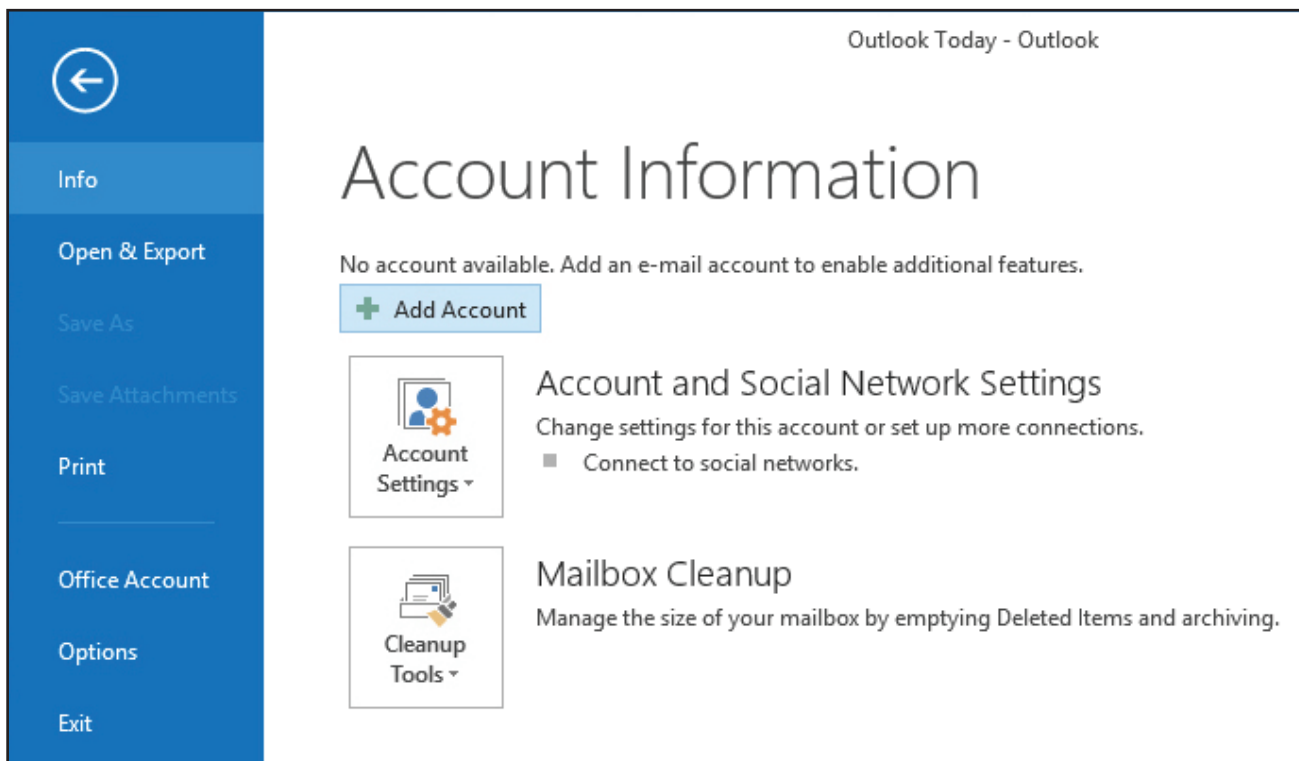 Outlook Today - Outlook
Info
Open & Export
Save As
Save Attachments
Print
Office Account
Options
Exit
Account Information
No account available. Add an e-mail account to enable additional features.
Add Account
Account
Settings
Account and Social Network Settings
Change settings for this account or set up more connections.
Connect to social networks.
Cleanup
Tools
Mailbox Cleanup
Manage the size of your mailbox by emptying Deleted Items and archiving.